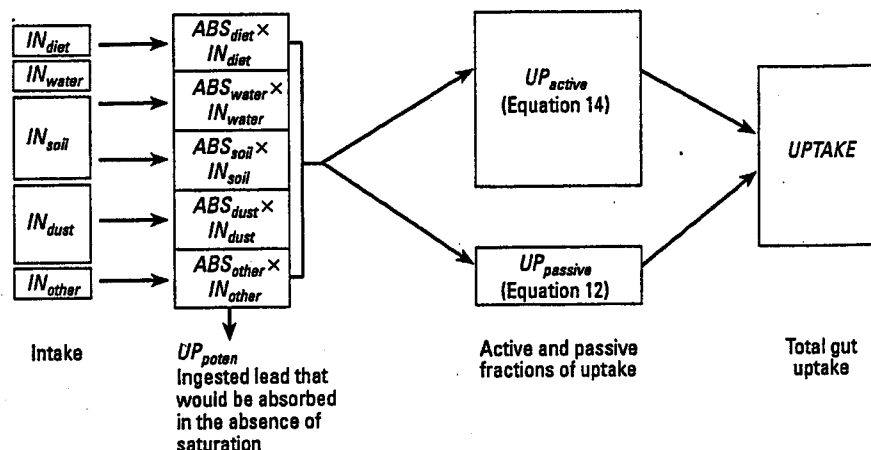 IN_diet
IN_water
IN_soil
IN_dust
IN_other
Intake
ABS_diet ×
IN_diet
ABS_water ×
IN_water
ABS_soil ×
IN_soil
ABS_dust ×
IN_dust
ABS_other ×
IN_other
UP_poten
Ingested lead that
would be absorbed
in the absence of
saturation
UP_active
(Equation 14)
UP_passive
(Equation 12)
Active and passive
fractions of uptake
UPTAKE
Total gut
uptake